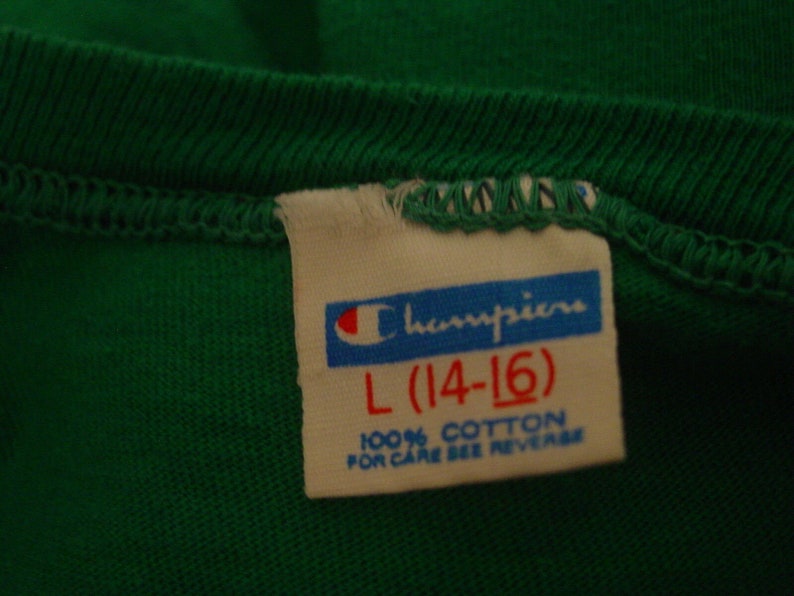 Champion
L (14-16)
100% COTTON
FOR CARE SEE REVERSE